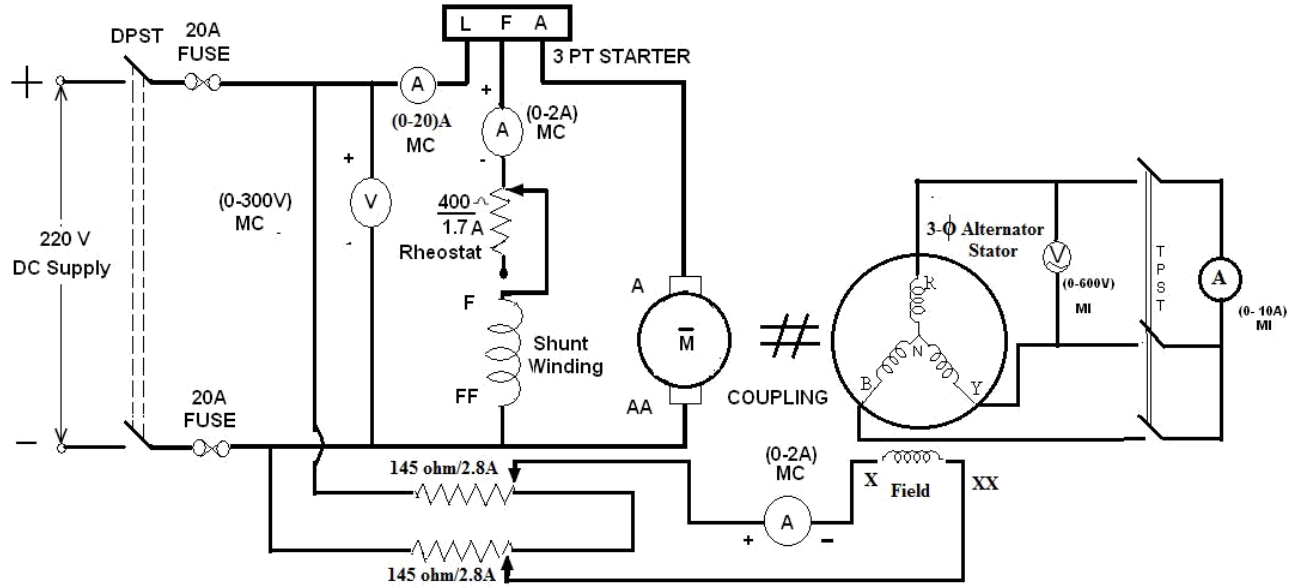 L F A
DPST
20A
FUSE
3 PT STARTER
+
A
(0-20)A
MC
+
A
-
(0-2A)
MC
+
V
(0-300V)
MC
400
1.7A
Rheostat
220 V
DC Supply
F
Shunt
Winding
FF
A
M
AA
COUPLING
3-ϕ Alternator
Stator
R
N
B
Y
V
(0-600V)
MI
TPST
A
(0-10A)
MI
-
20A
FUSE
145 ohm/2.8A
145 ohm/2.8A
(0-2A)
MC
A
+ -
X
Field
XX